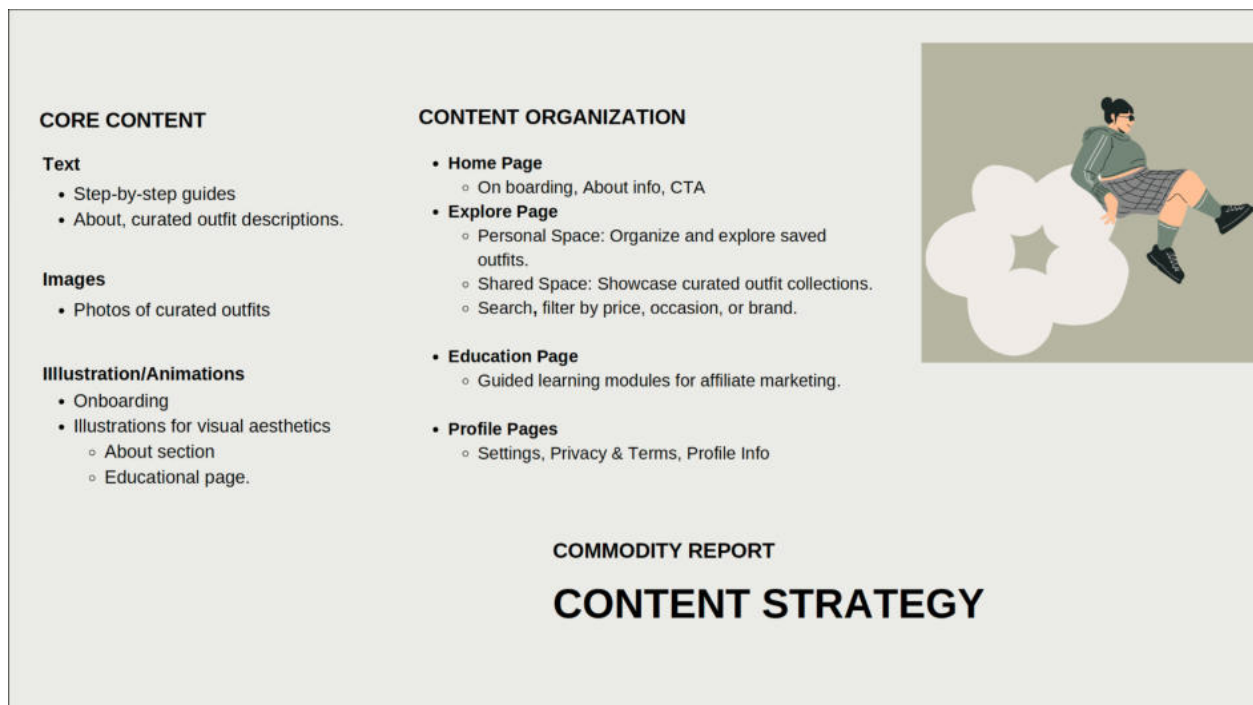 CORE CONTENT
Text
• Step-by-step guides
• About, curated outfit descriptions.
Images
• Photos of curated outfits
IIllustration/Animations
• Onboarding
• Illustrations for visual aesthetics
◦ About section
◦ Educational page.
CONTENT ORGANIZATION
• Home Page
◦ On boarding, About info, CTA
• Explore Page
◦ Personal Space: Organize and explore saved
outfits.
◦ Shared Space: Showcase curated outfit collections.
◦ Search, filter by price, occasion, or brand.
• Education Page
◦ Guided learning modules for affiliate marketing.
• Profile Pages
◦ Settings, Privacy & Terms, Profile Info
COMMODITY REPORT
CONTENT STRATEGY